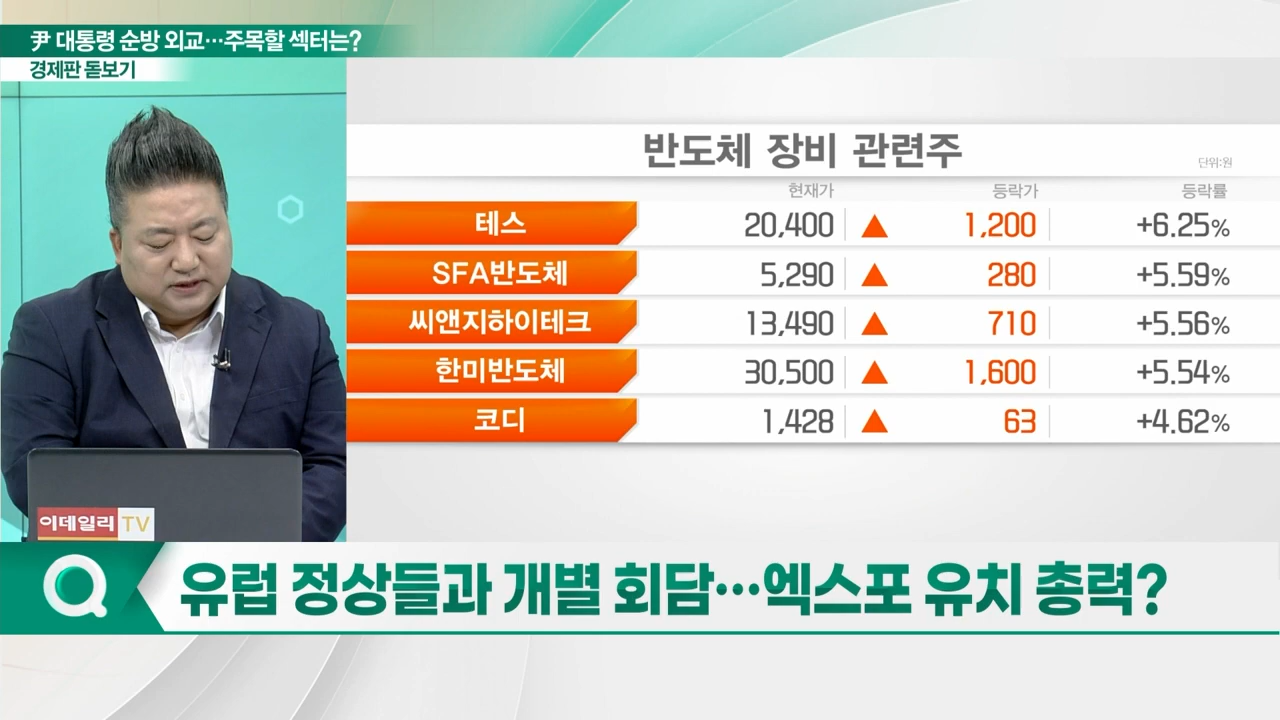 尹 대통령 순방 외교…주목할 섹터는?
경제판 돋보기
반도체 장비 관련주
단위:원
현재가 등락가 등락률
테스 20,400 ▲ 1,200 +6.25%
SFA반도체 5,290 ▲ 280 +5.59%
씨앤지하이테크 13,490 ▲ 710 +5.56%
한미반도체 30,500 ▲ 1,600 +5.54%
코디 1,428 ▲ 63 +4.62%
이데일리TV
유럽 정상들과 개별 회담…엑스포 유치 총력?